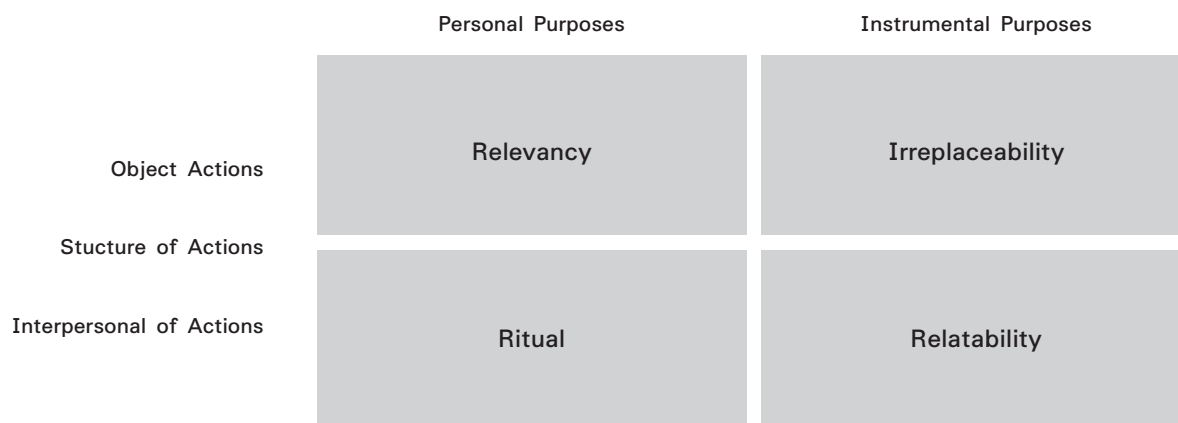 Personal Purposes Instrumental Purposes
Relevancy Irreplaceability
Object Actions
Stucture of Actions
Interpersonal of Actions
Ritual Relatability